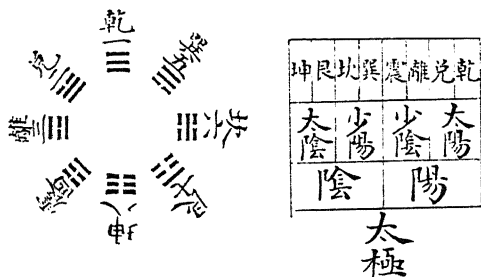 乾一
兌二
離三
震四
巽五
坎六
艮七
坤八
乾兌離震巽坎艮坤
太陽
少陰
少陽
太陰
陽
陰
太極